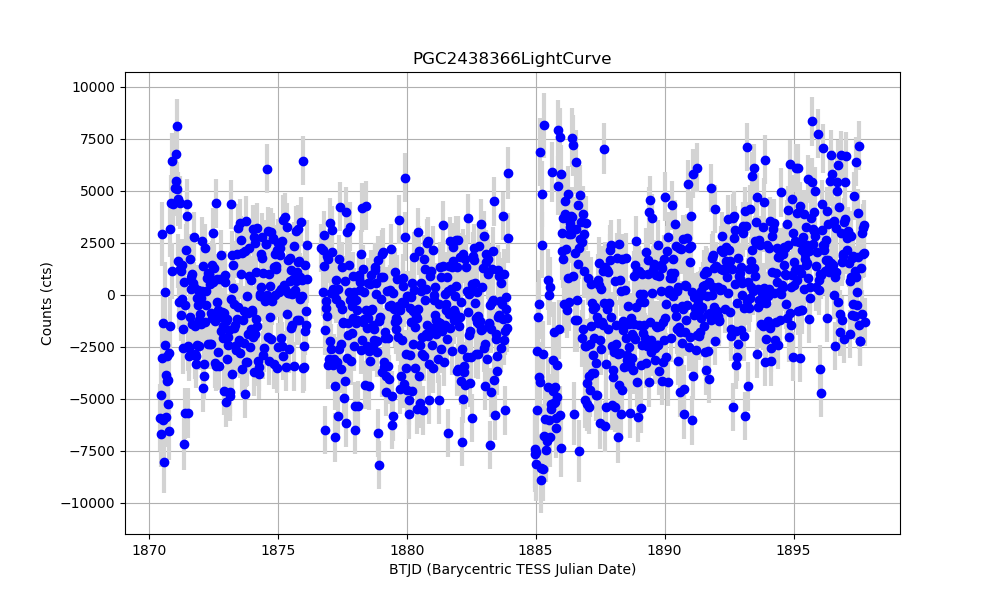 PGC2438366LightCurve
10000
7500
5000
2500
0
−2500
−5000
−7500
−10000
Counts (cts)
1870 1875 1880 1885 1890 1895
BTJD (Barycentric TESS Julian Date)